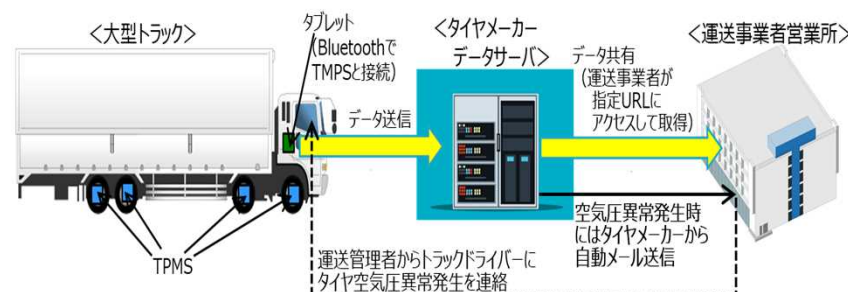 <大型トラック>
タブレット
(Bluetoothで
TMPSと接続)
データ送信
<タイヤメーカー
データサーバ>
データ共有
(運送事業者が
指定URLに
アクセスして取得)
<運送事業者営業所>
空気圧異常発生時
にはタイヤメーカーから
自動メール送信
運送管理者からトラックドライバーに
タイヤ空気圧異常発生を連絡
TPMS